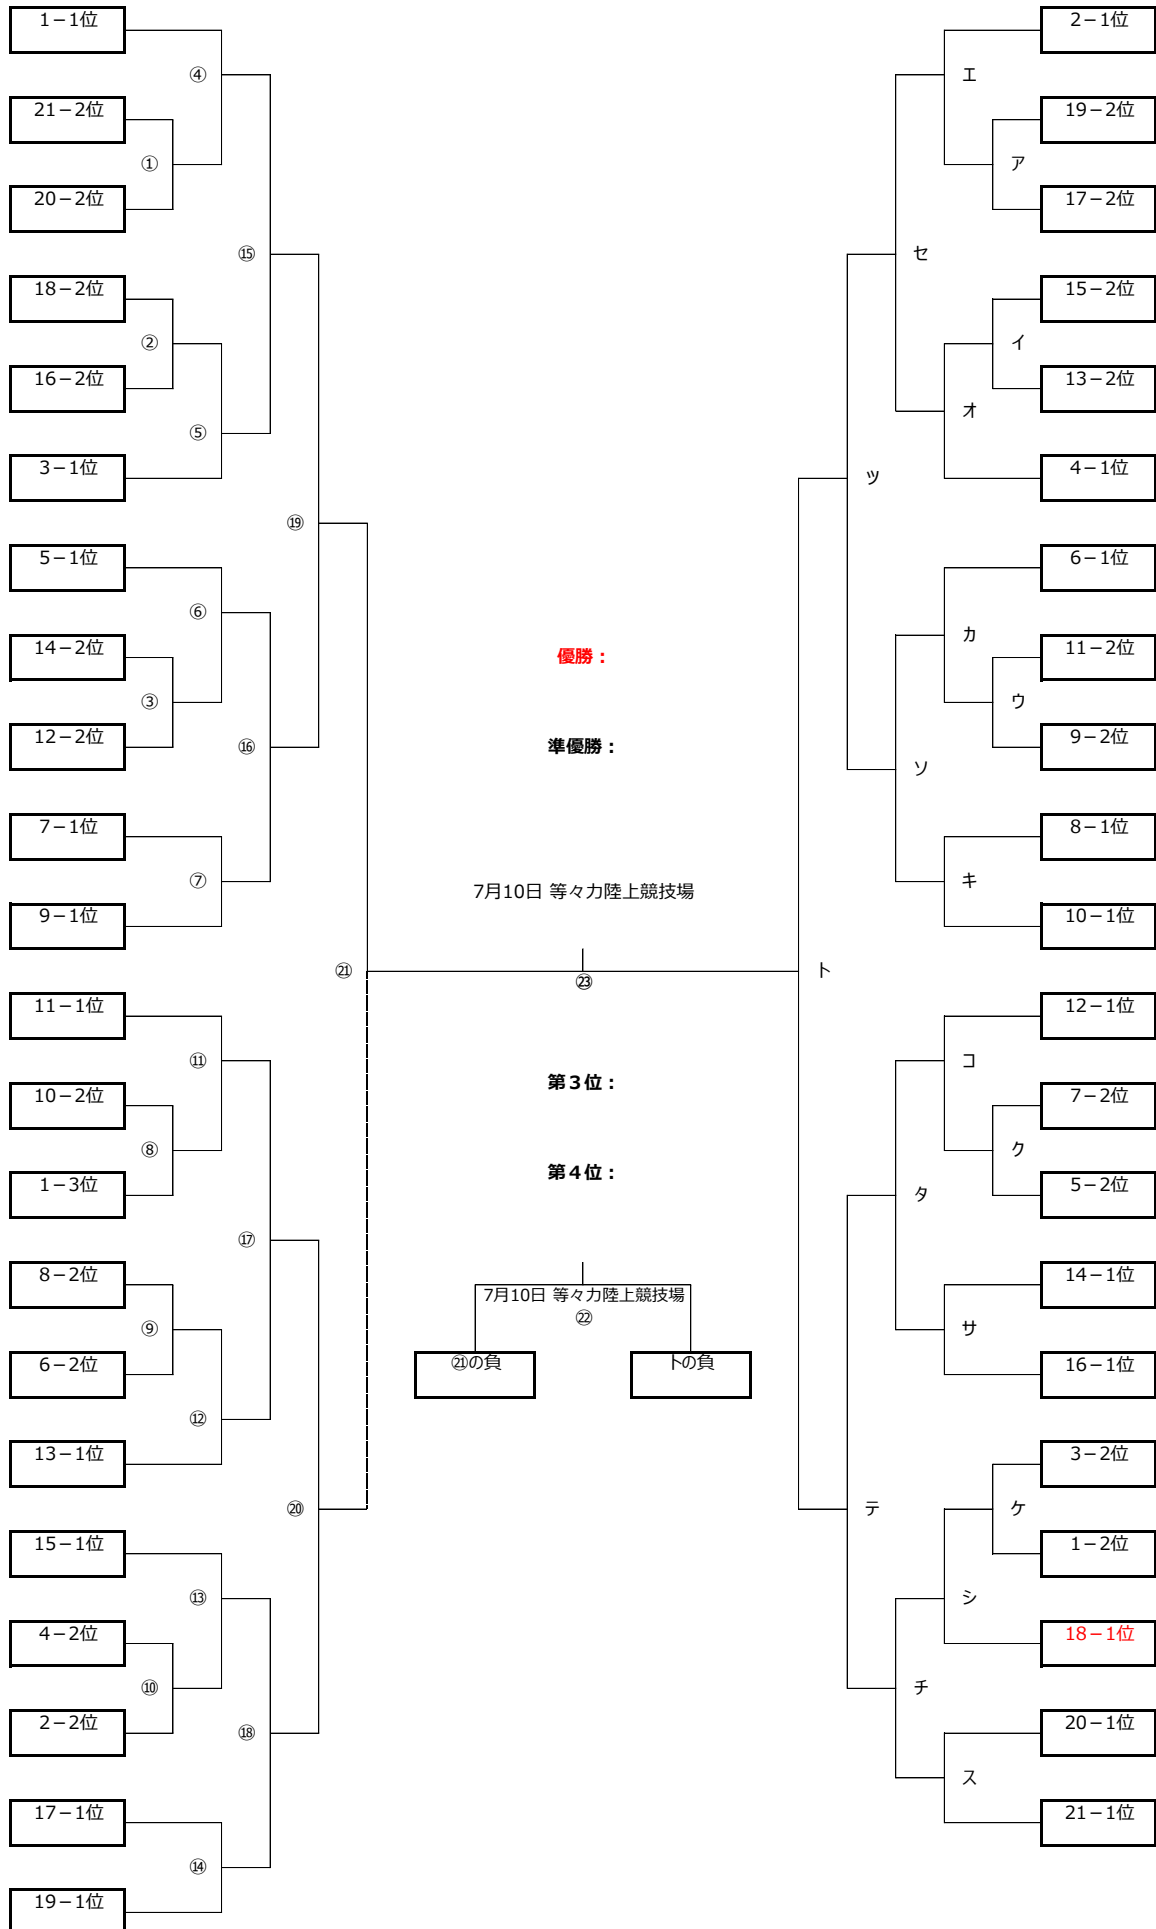 1－1位
④
21－2位
①
20－2位
⑮
18－2位
②
16－2位
⑤
3－1位
⑲
5－1位
⑥
14－2位
③
12－2位
⑯
7－1位
⑦
9－1位
㉑
11－1位
⑪
10－2位
⑧
1－3位
⑰
8－2位
⑨
6－2位
⑫
13－1位
⑳
15－1位
⑬
4－2位
⑩
2－2位
⑱
17－1位
⑭
19－1位
優勝：
準優勝：
7月10日 等々力陸上競技場
㉓
第３位：
第４位：
7月10日 等々力陸上競技場
㉒
㉑の負
トの負
2－1位
エ
19－2位
ア
17－2位
セ
15－2位
イ
13－2位
オ
4－1位
ツ
6－1位
カ
11－2位
ウ
9－2位
ソ
8－1位
キ
10－1位
ト
12－1位
コ
7－2位
ク
5－2位
タ
14－1位
サ
16－1位
テ
3－2位
ケ
1－2位
シ
18－1位
チ
20－1位
ス
21－1位